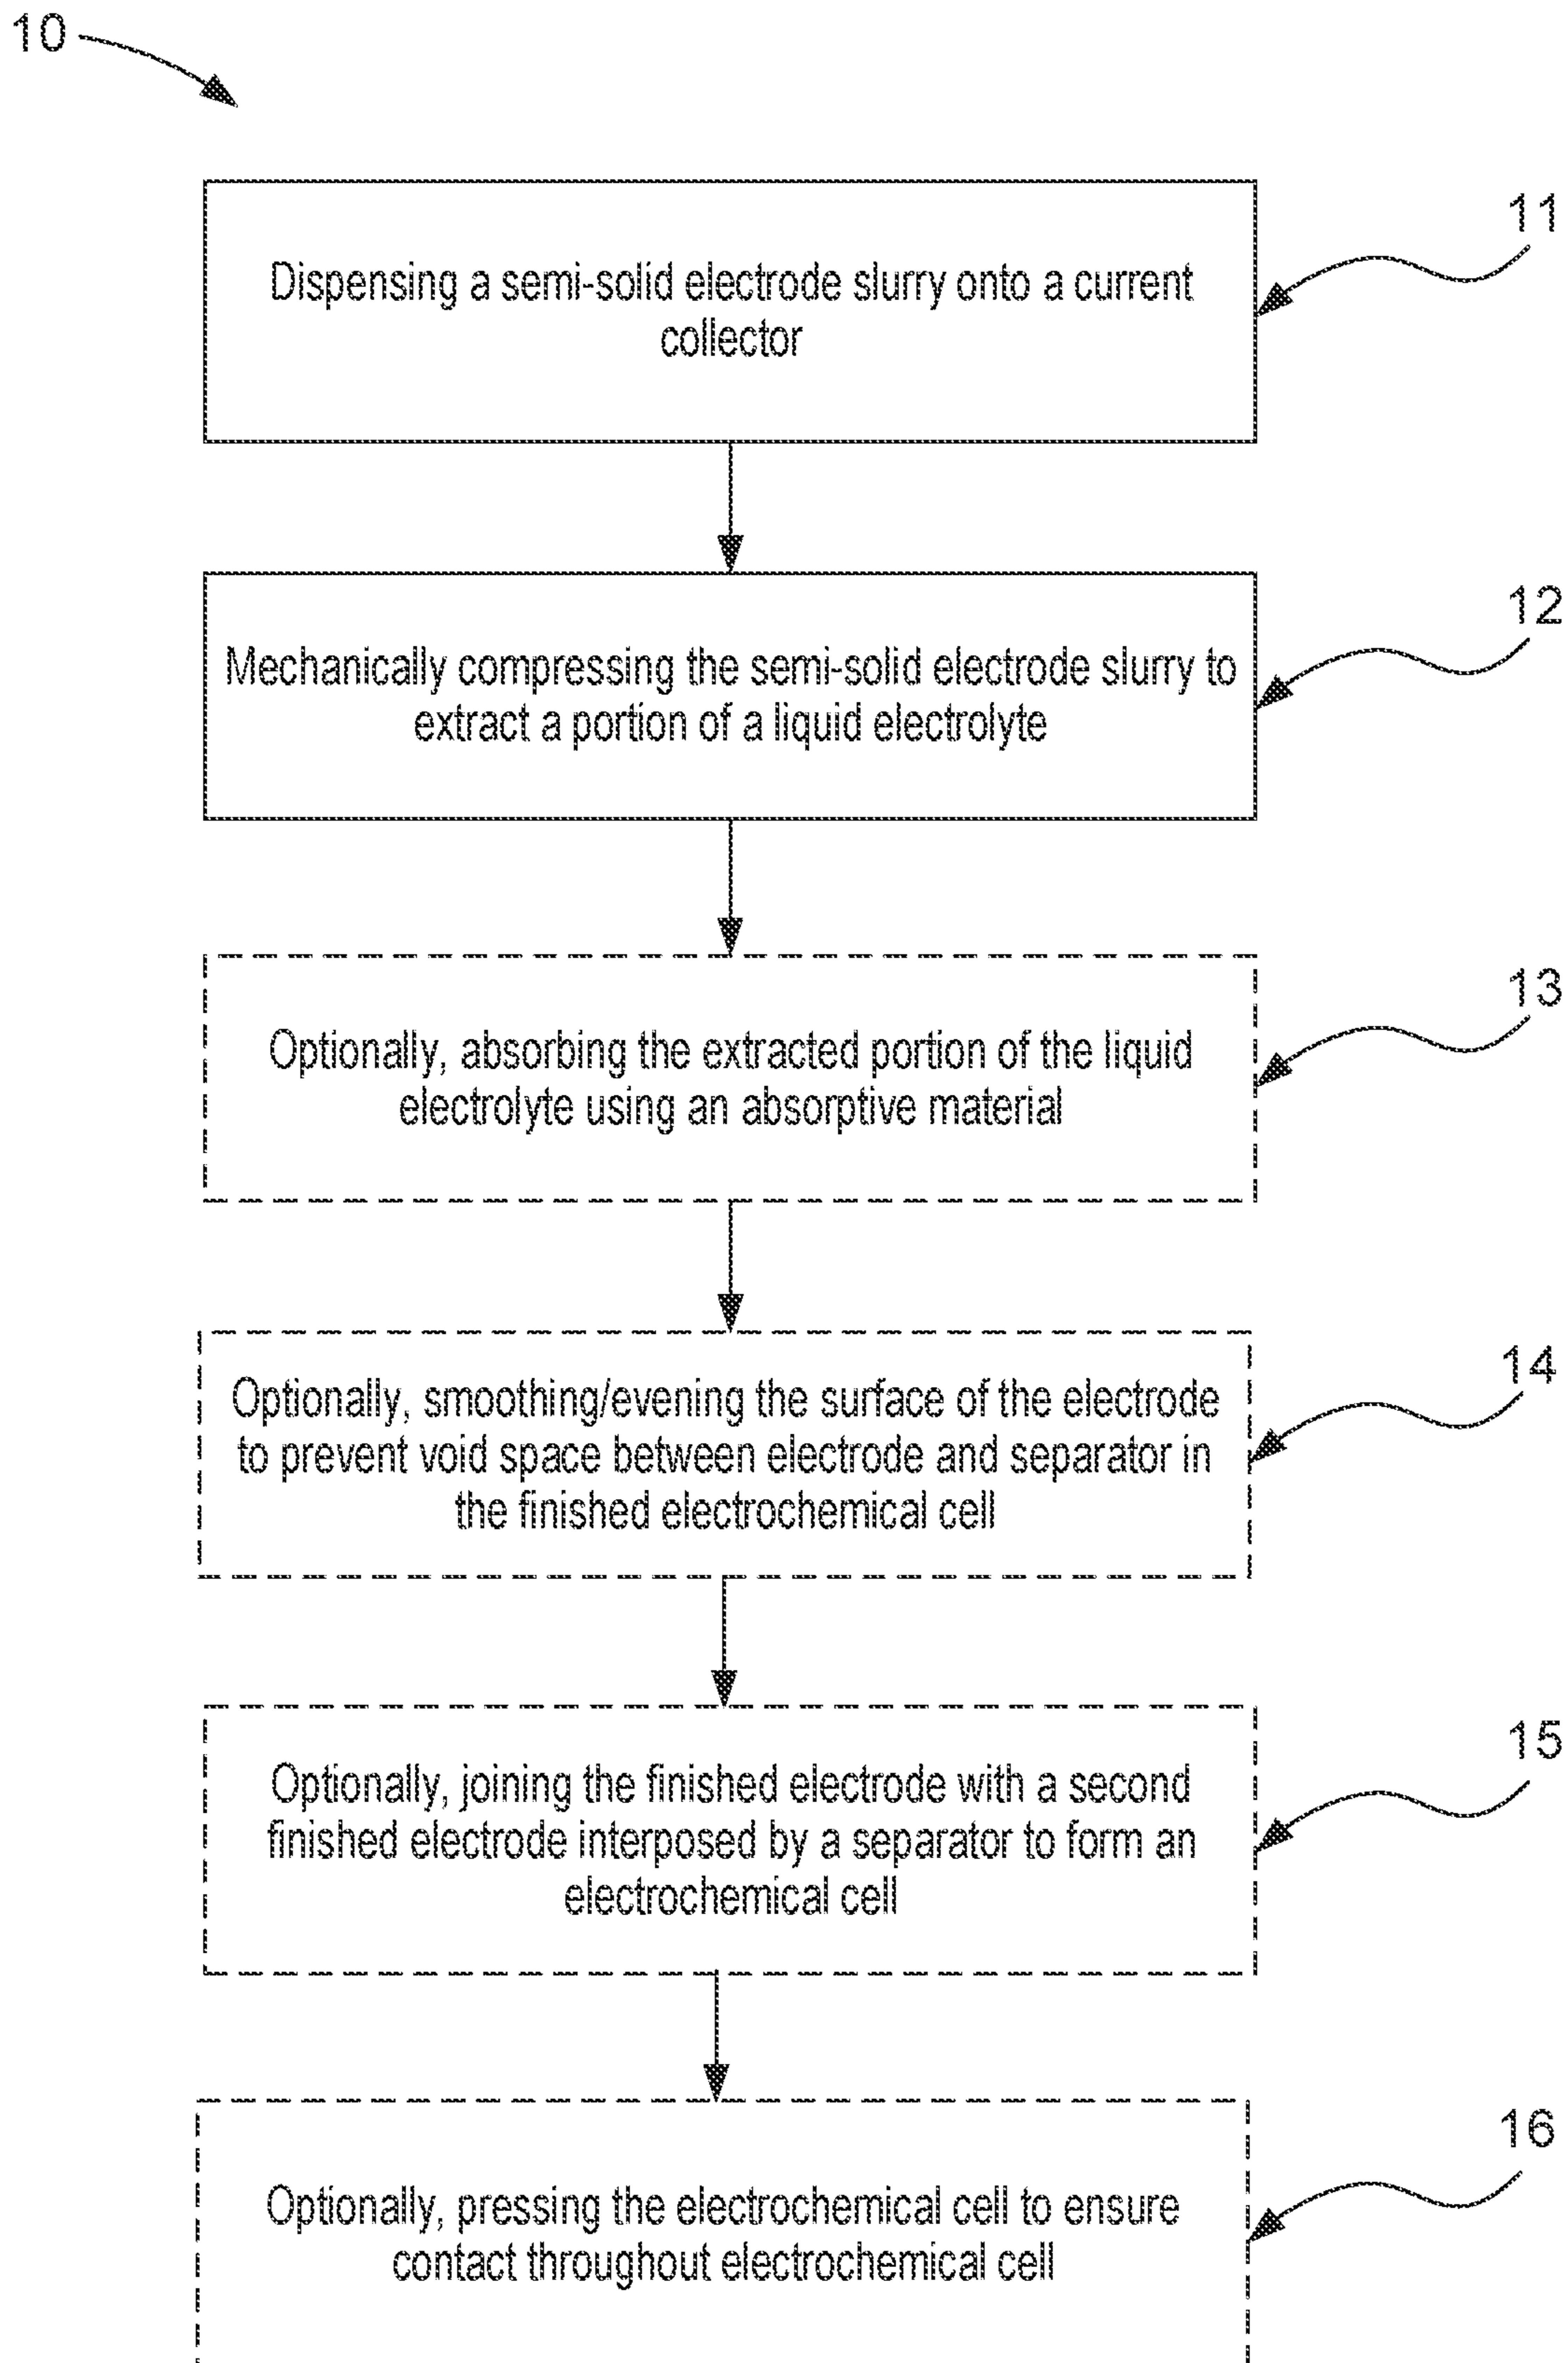 10
11
Dispensing a semi-solid electrode slurry onto a current
collector
12
Mechanically compressing the semi-solid electrode slurry to
extract a portion of a liquid electrolyte
13
Optionally, absorbing the extracted portion of the liquid
electrolyte using an absorptive material
14
Optionally, smoothing/evening the surface of the electrode
to prevent void space between electrode and separator in
the finished electrochemical cell
15
Optionally, joining the finished electrode with a second
finished electrode interposed by a separator to form an
electrochemical cell
16
Optionally, pressing the electrochemical cell to ensure
contact throughout electrochemical cell